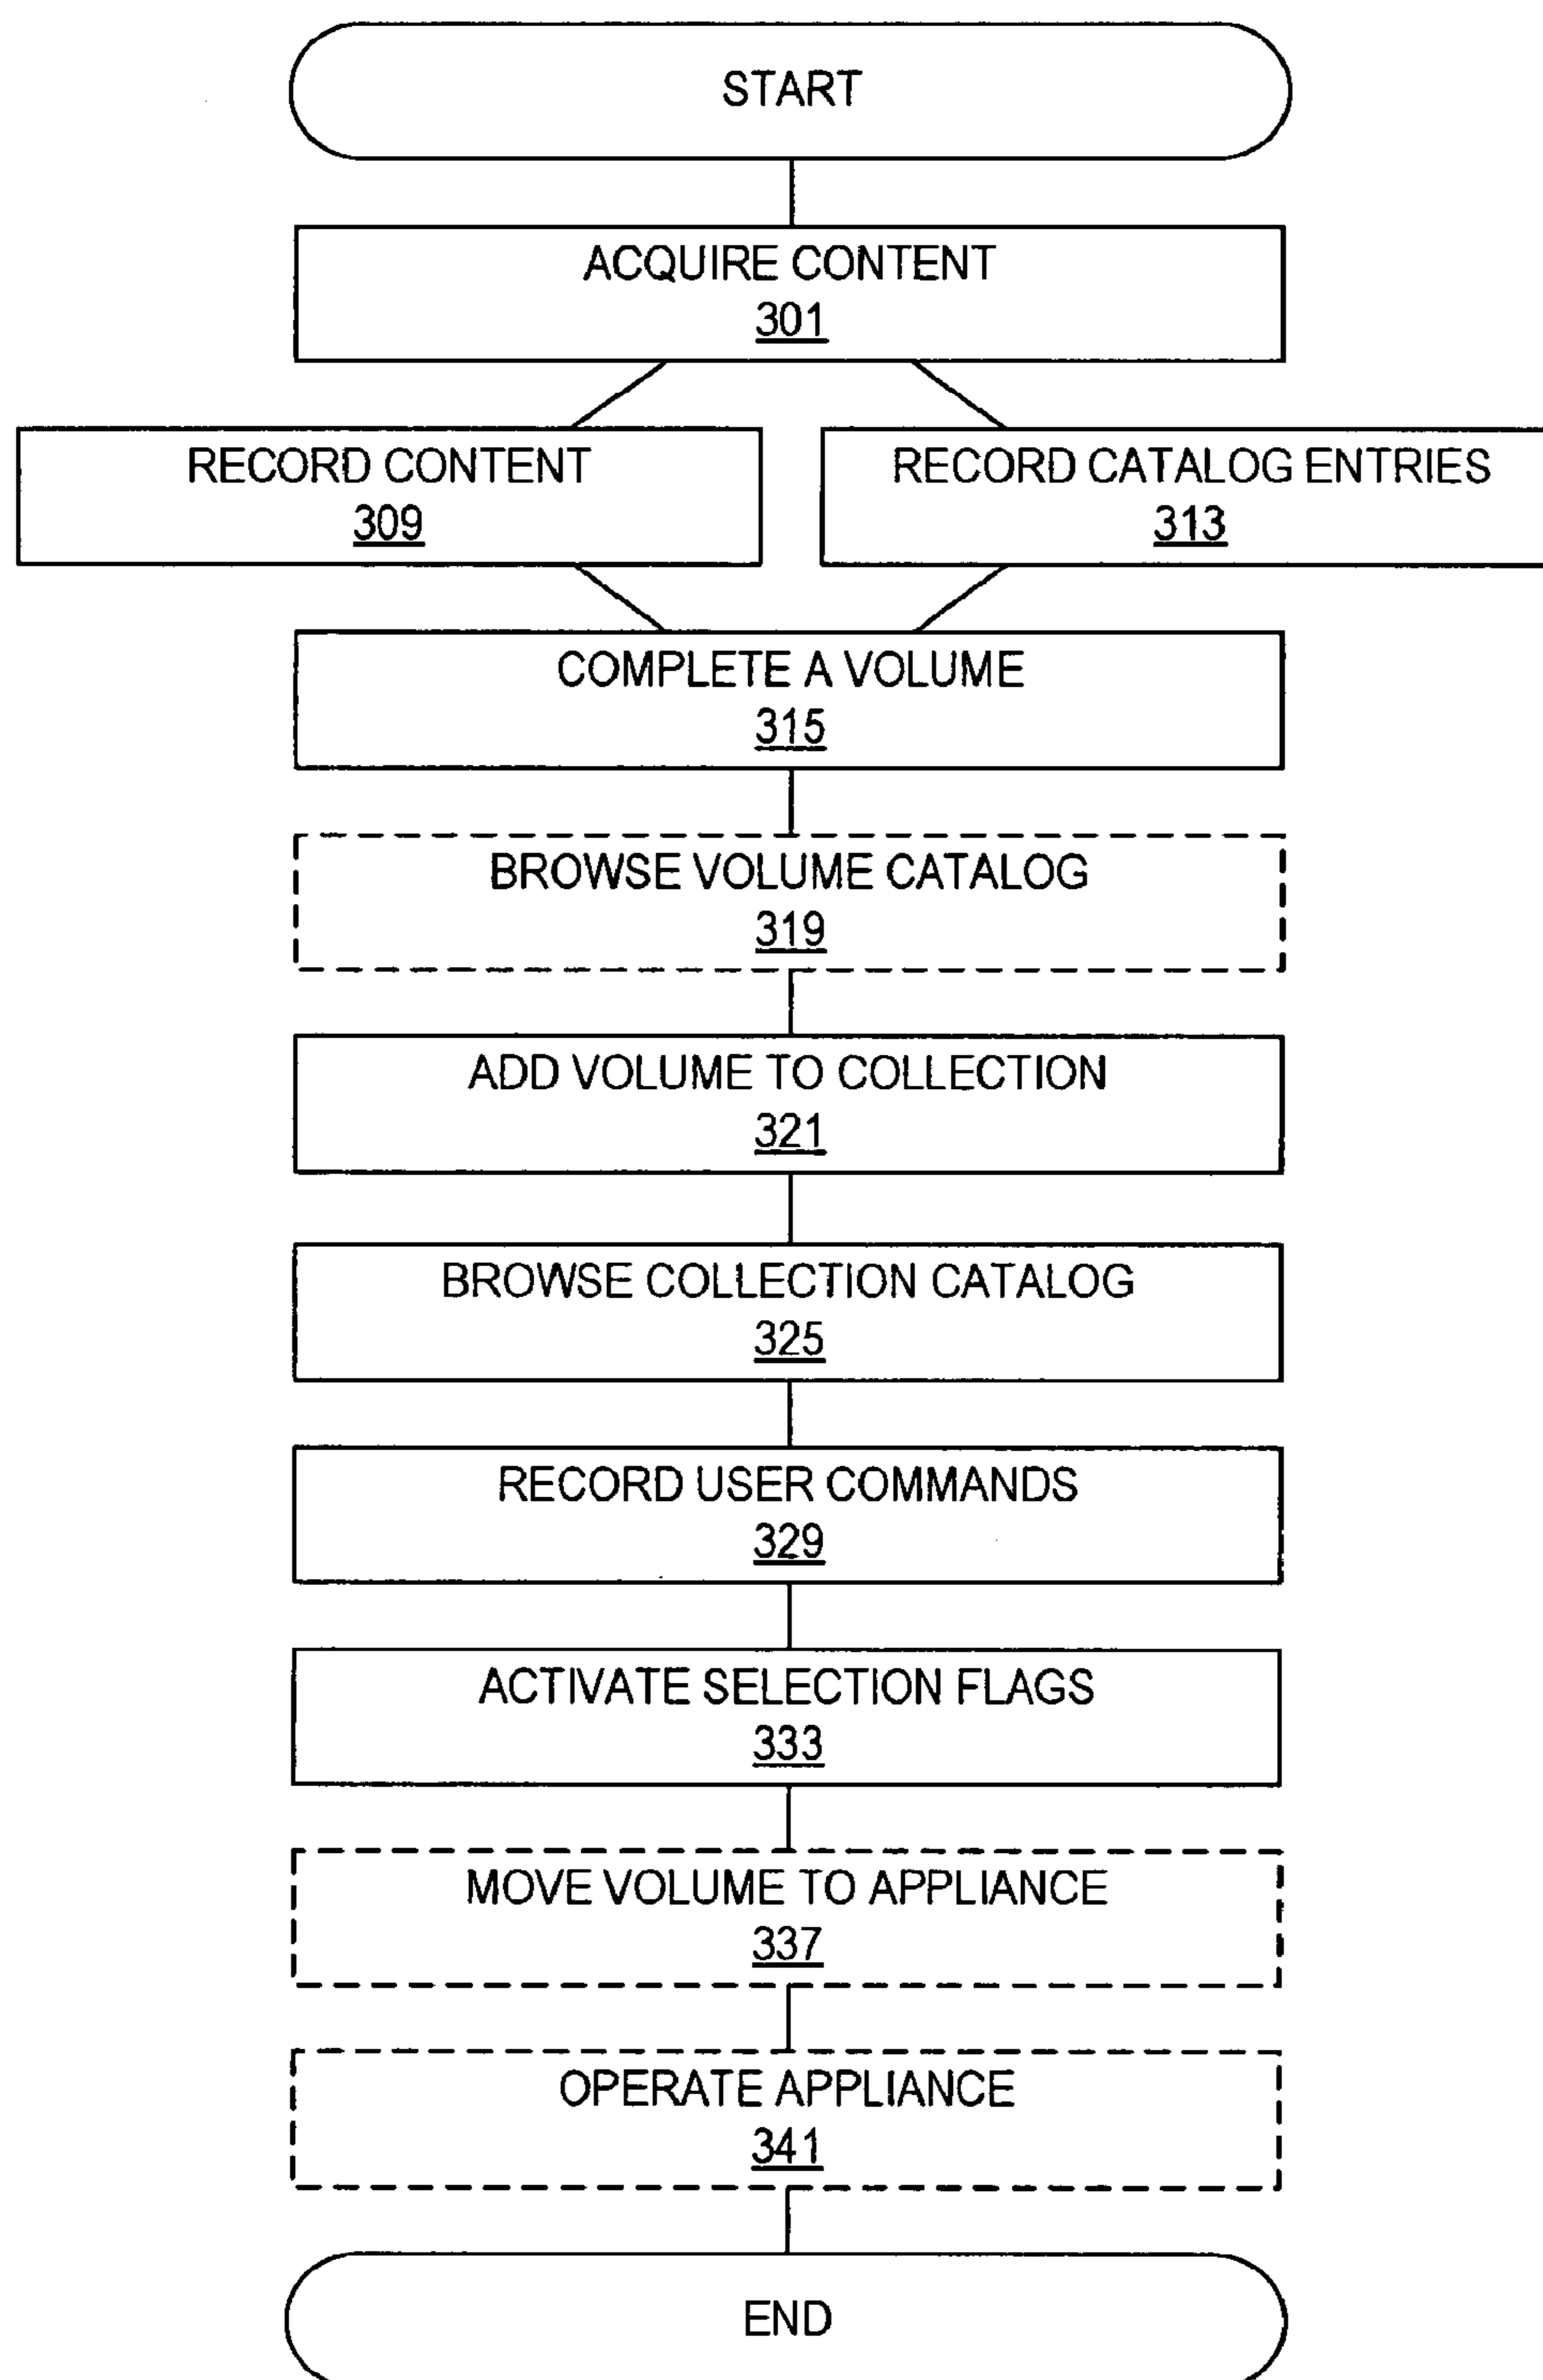 START
ACQUIRE CONTENT
301
RECORD CONTENT
309
RECORD CATALOG ENTRIES
313
COMPLETE A VOLUME
315
BROWSE VOLUME CATALOG
319
ADD VOLUME TO COLLECTION
321
BROWSE COLLECTION CATALOG
325
RECORD USER COMMANDS
329
ACTIVATE SELECTION FLAGS
333
MOVE VOLUME TO APPLIANCE
337
OPERATE APPLIANCE
341
END